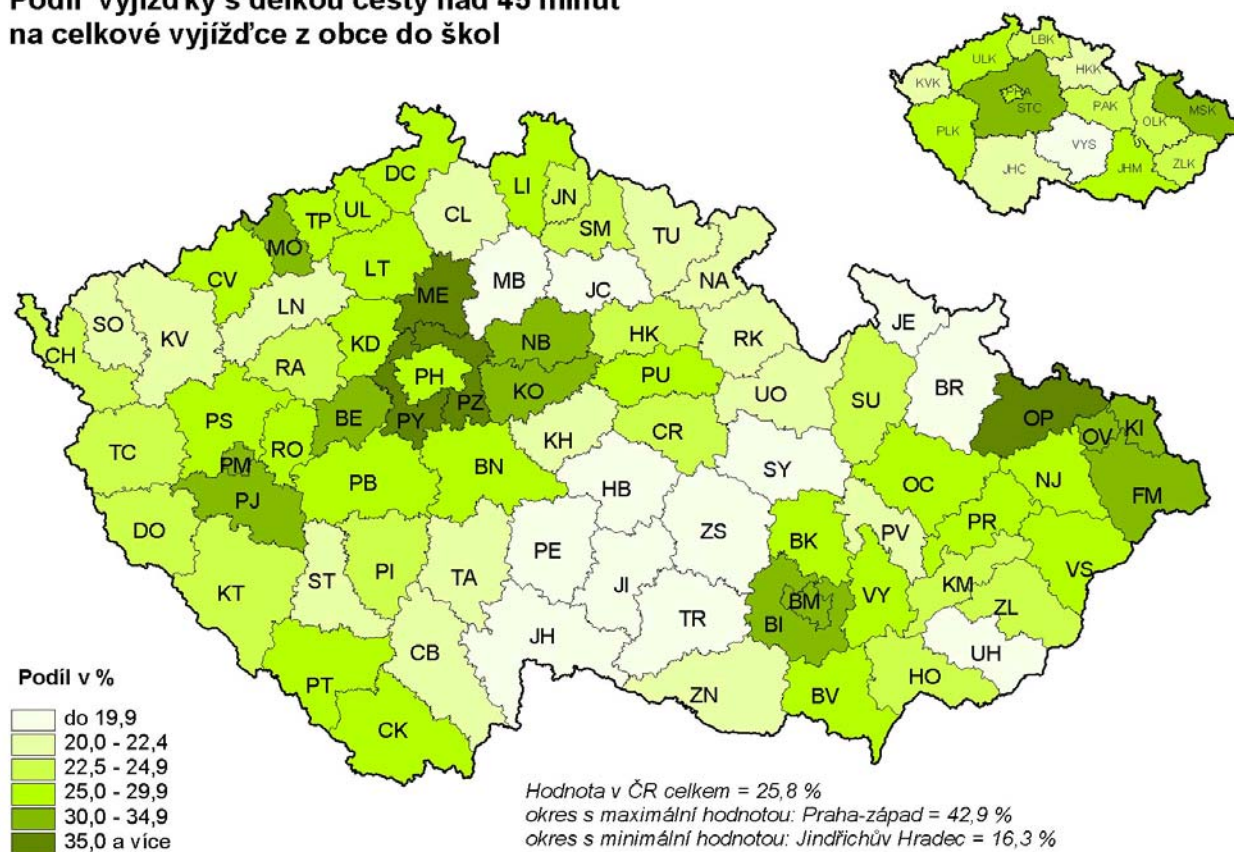 Podíl vyjížďky s délkou cesty nad 45 minut
na celkové vyjížďce z obce do škol
LBK
ULK
HKK
KVK
PHA
STC
PAK
MSK
OLK
PLK
VYS
JHC
JHM
ZLK
DC
LI
JN
UL
TP
CL
SM
TU
MO
CV
LT
MB
JC
NA
ME
LN
SO
KV
JE
CH
KD
NB
HK
RK
RA
PH
PU
BR
KO
UO
SU
PS
BE
PY
PZ
OP
KI
OV
RO
KH
CR
TC
PM
PB
BN
SY
OC
NJ
FM
PJ
HB
DO
ZS
BK
PV
PR
PE
ST
PI
TA
JI
KT
VS
KM
BM
VY
ZL
BI
TR
CB
JH
UH
HO
PT
ZN
BV
CK
Podíl v %
do 19,9
20,0 - 22,4
22,5 - 24,9
25,0 - 29,9
30,0 - 34,9
35,0 a více
Hodnota v ČR celkem = 25,8 %
okres s maximální hodnotou: Praha-západ = 42,9 %
okres s minimální hodnotou: Jindřichův Hradec = 16,3 %